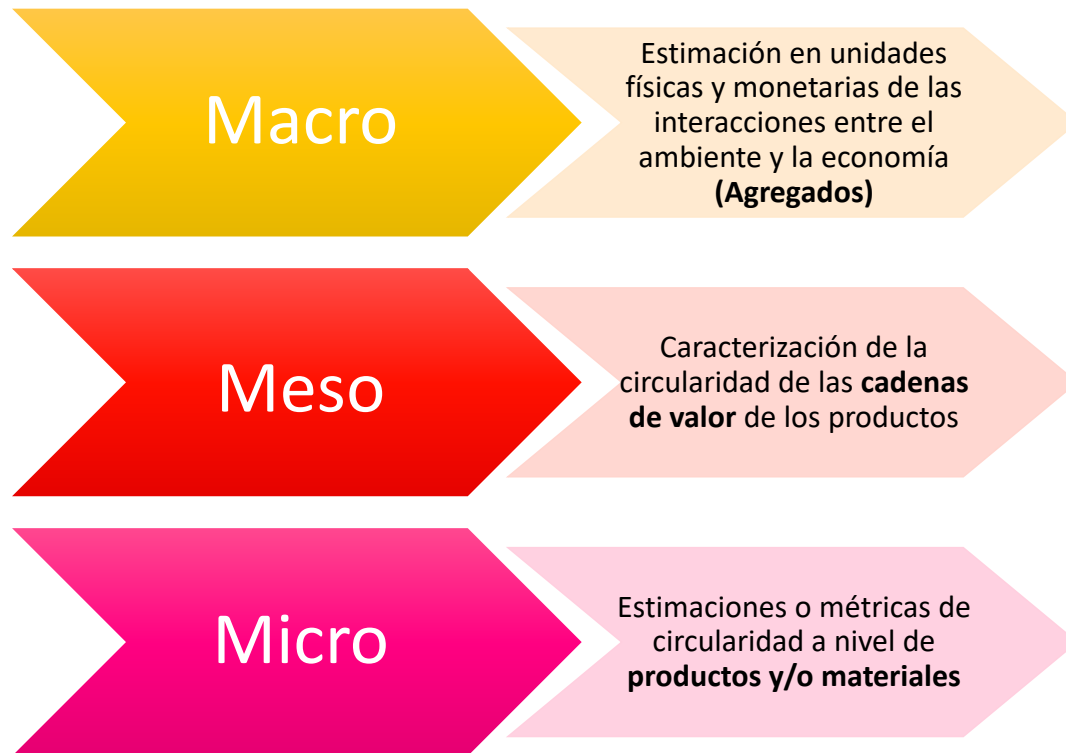 Macro
Estimación en unidades
físicas y monetarias de las
interacciones entre el
ambiente y la economía
(Agregados)
Meso
Caracterización de la
circularidad de las cadenas
de valor de los productos
Micro
Estimaciones o métricas de
circularidad a nivel de
productos y/o materiales